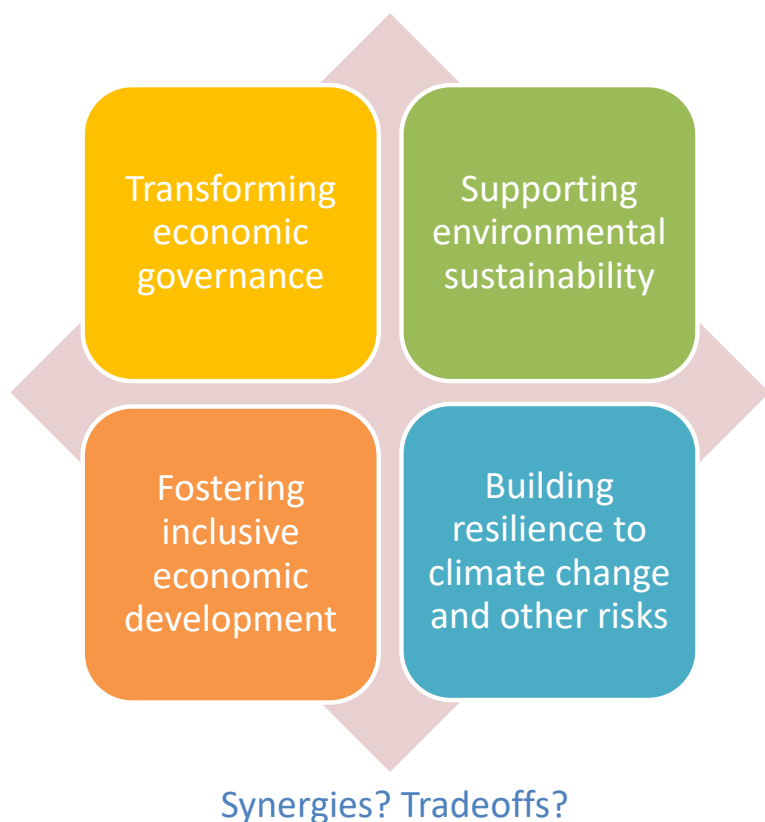 Transforming
economic
governance
Supporting
environmental
sustainability
Fostering
inclusive
economic
development
Building
resilience to
climate change
and other risks
Synergies? Tradeoffs?